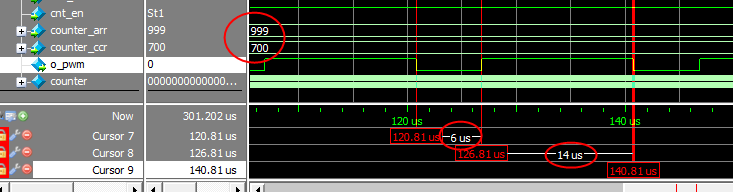 cnt_en St1
counter_arr 999 999
counter_ccr 700 700
o_pwm 0
counter 0000000000000...
Now 301.202 us 120 us 140 us
Cursor 7 120.81 us 120.81 us 6 us
Cursor 8 126.81 us 126.81 us 14 us
Cursor 9 140.81 us 140.81 us